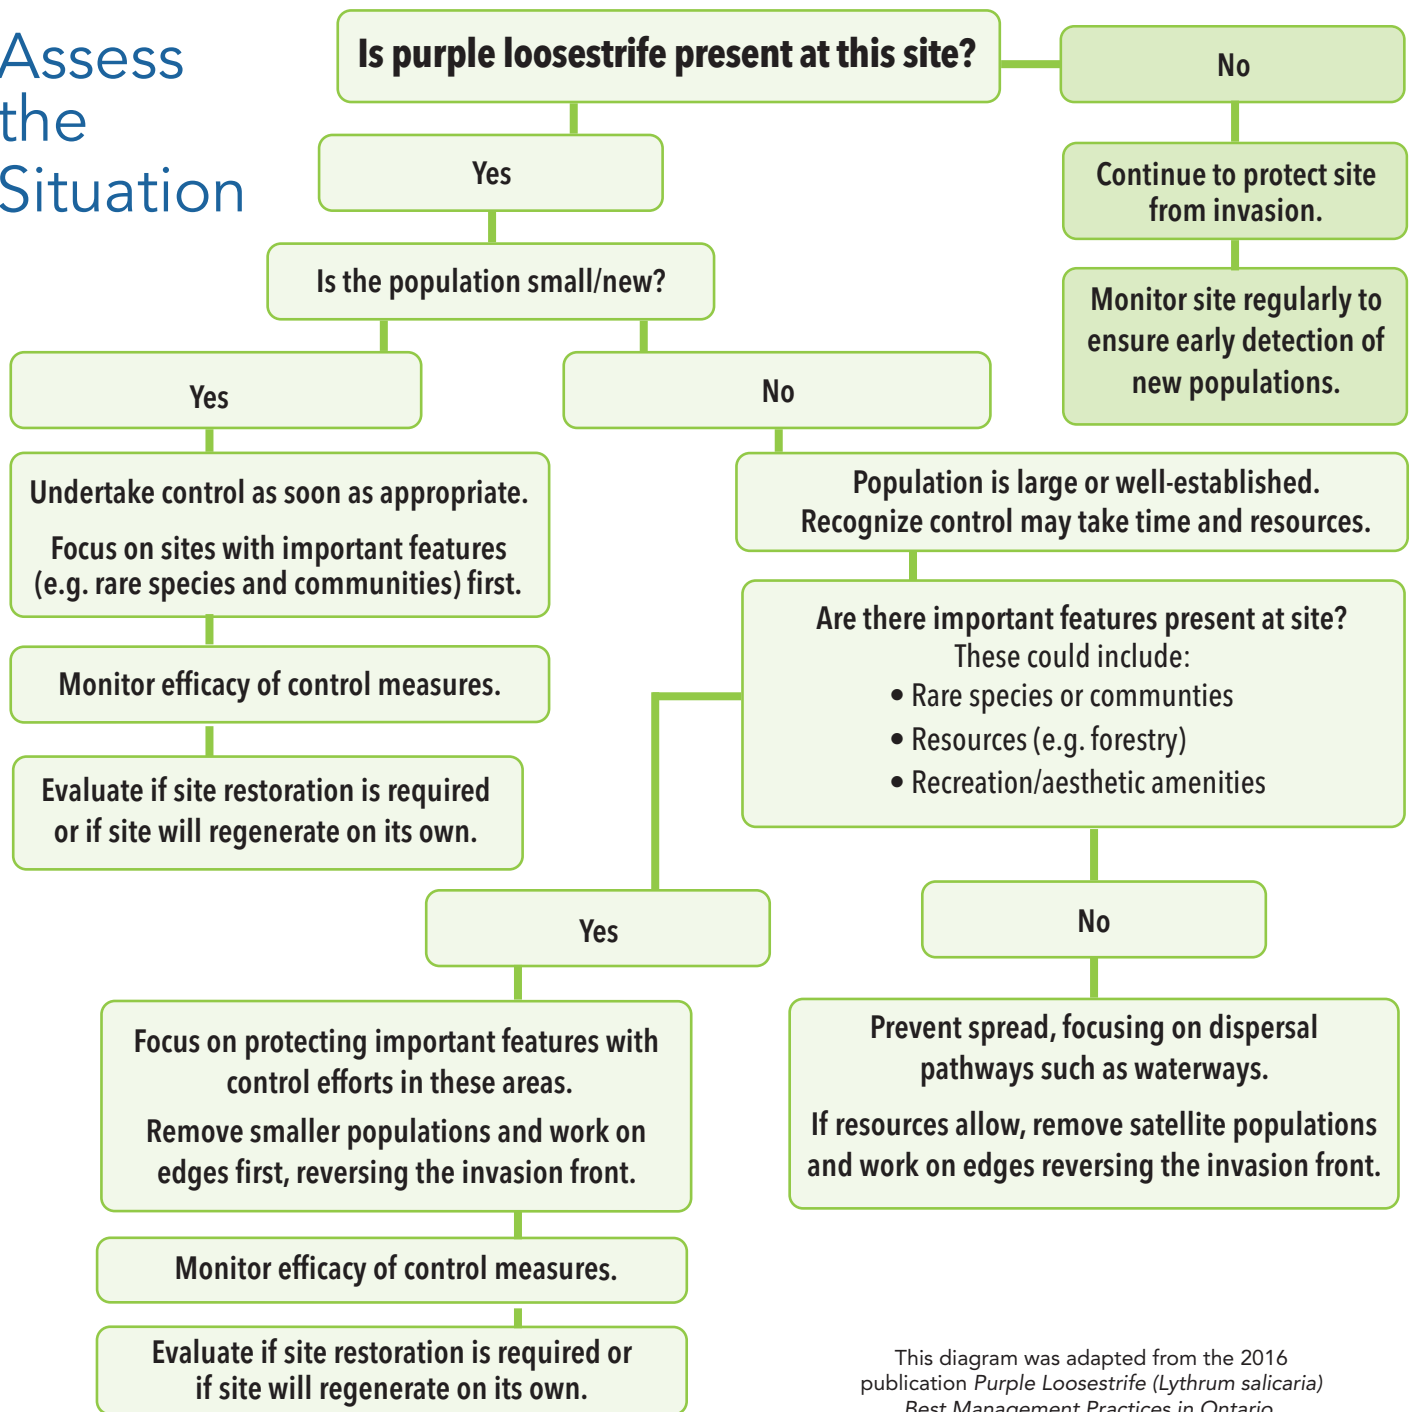 Assess
the
Situation
Is purple loosestrife present at this site?
No
Continue to protect site
from invasion.
Monitor site regularly to
ensure early detection of
new populations.
Yes
Is the population small/new?
Yes
Undertake control as soon as appropriate.
Focus on sites with important features
(e.g. rare species and communities) first.
Monitor efficacy of control measures.
Evaluate if site restoration is required
or if site will regenerate on its own.
No
Population is large or well-established.
Recognize control may take time and resources.
Are there important features present at site?
These could include:
• Rare species or communties
• Resources (e.g. forestry)
• Recreation/aesthetic amenities
Yes
Focus on protecting important features with
control efforts in these areas.
Remove smaller populations and work on
edges first, reversing the invasion front.
Monitor efficacy of control measures.
Evaluate if site restoration is required or
if site will regenerate on its own.
No
Prevent spread, focusing on dispersal
pathways such as waterways.
If resources allow, remove satellite populations
and work on edges reversing the invasion front.
This diagram was adapted from the 2016
publication Purple Loosestrife (Lythrum salicaria)
Best Management Practices in Ontario